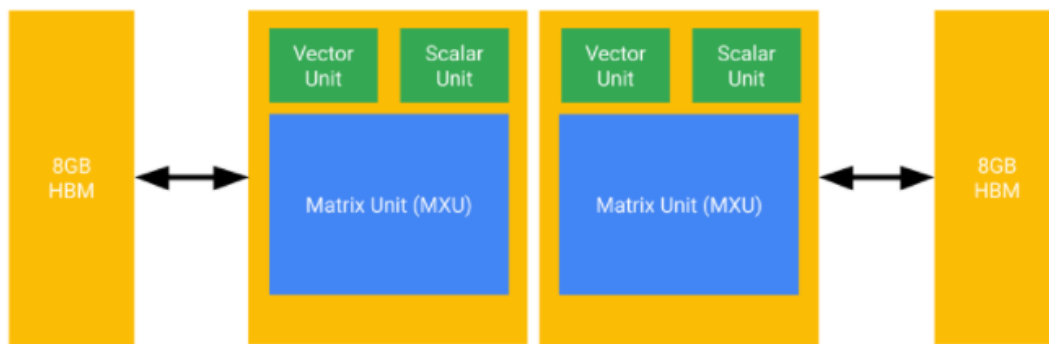 8GB
HBM
Vector
Unit
Scalar
Unit
Matrix Unit (MXU)
Vector
Unit
Scalar
Unit
Matrix Unit (MXU)
8GB
HBM